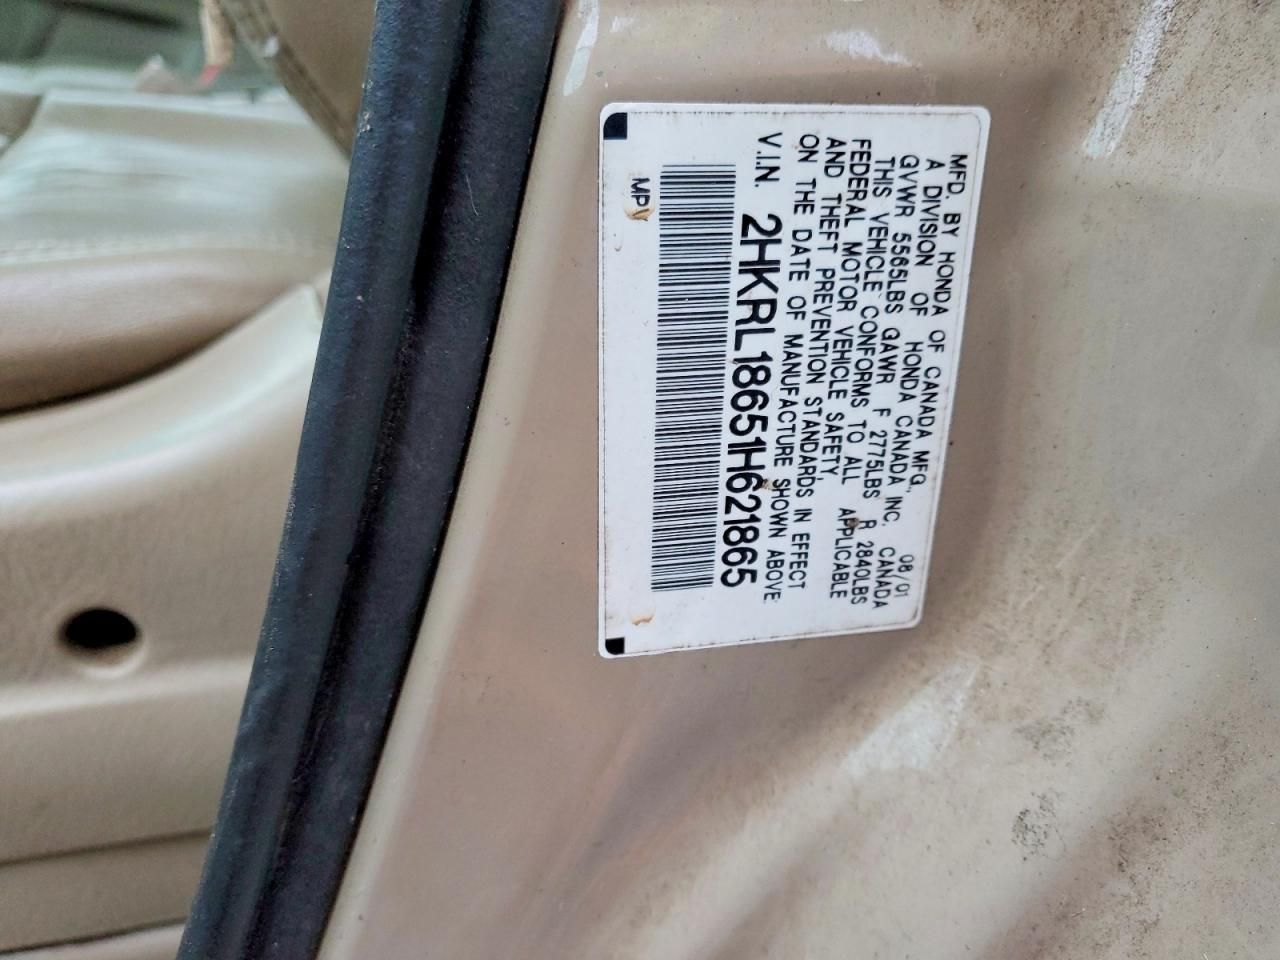 MFD. BY HONDA OF CANADA MFG., 08/01
A DIVISION OF HONDA CANADA INC. CANADA
GVWR 5565LBS GAWR F 2775LBS R 2840LBS
THIS VEHICLE CONFORMS TO ALL APPLICABLE
FEDERAL MOTOR VEHICLE SAFETY,
AND THEFT PREVENTION STANDARDS IN EFFECT
ON THE DATE OF MANUFACTURE SHOWN ABOVE.
V.I.N. 2HKRL18651H621865
MPV